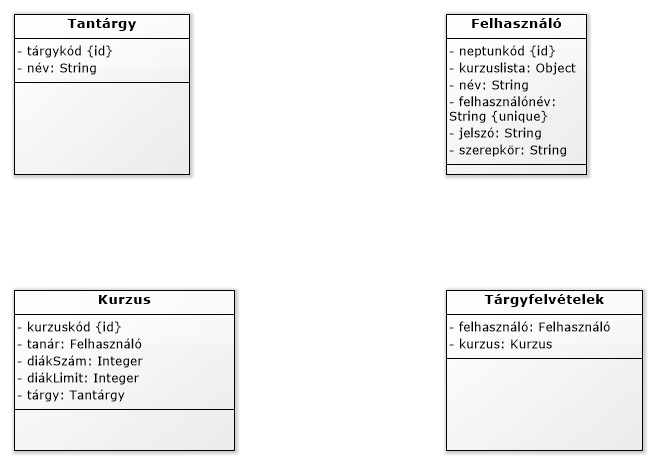 Tantárgy
- tárgykód {id}
- név: String
Felhasználó
- neptunkód {id}
- kurzuslista: Object
- név: String
- felhasználónév:
String {unique}
- jelszó: String
- szerepkör: String
Kurzus
- kurzuskód {id}
- tanár: Felhasználó
- diákSzám: Integer
- diákLimit: Integer
- tárgy: Tantárgy
Tárgyfelvételek
- felhasználó: Felhasználó
- kurzus: Kurzus